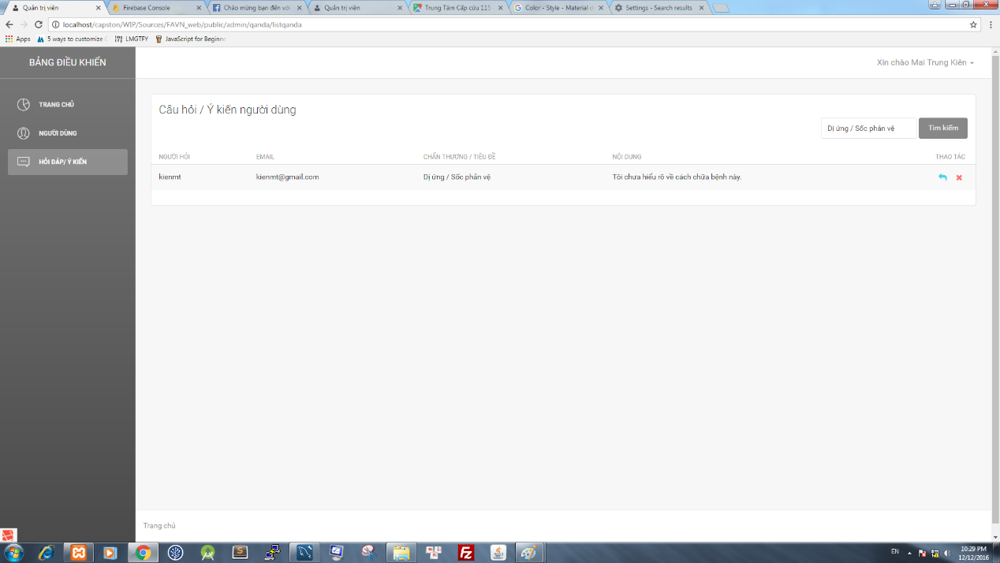 Quản trị viên
Firebase Console
Chào mừng bạn đến với
Quản trị viên
Trung Tâm Cấp cứu 115
Color - Style - Material d
Settings - Search results
localhost/capston/WIP/Sources/FAVN_web/public/admin/qanda/listqanda
Apps
5 ways to customize
LMGTFY
JavaScript for Beginne
BẢNG ĐIỀU KHIỂN
Xin chào Mai Trung Kiên
TRANG CHỦ
NGƯỜI DÙNG
HỎI ĐÁP/ Ý KIẾN
Câu hỏi / Ý kiến người dùng
Dị ứng / Sốc phản vệ
Tìm kiếm
NGƯỜI HỎI
EMAIL
CHẤN THƯƠNG / TIÊU ĐỀ
NỘI DUNG
THAO TÁC
kienmt
kienmt@gmail.com
Dị ứng / Sốc phản vệ
Tôi chưa hiểu rõ về cách chữa bệnh này.
Trang chủ
EN
10:29 PM
12/12/2016